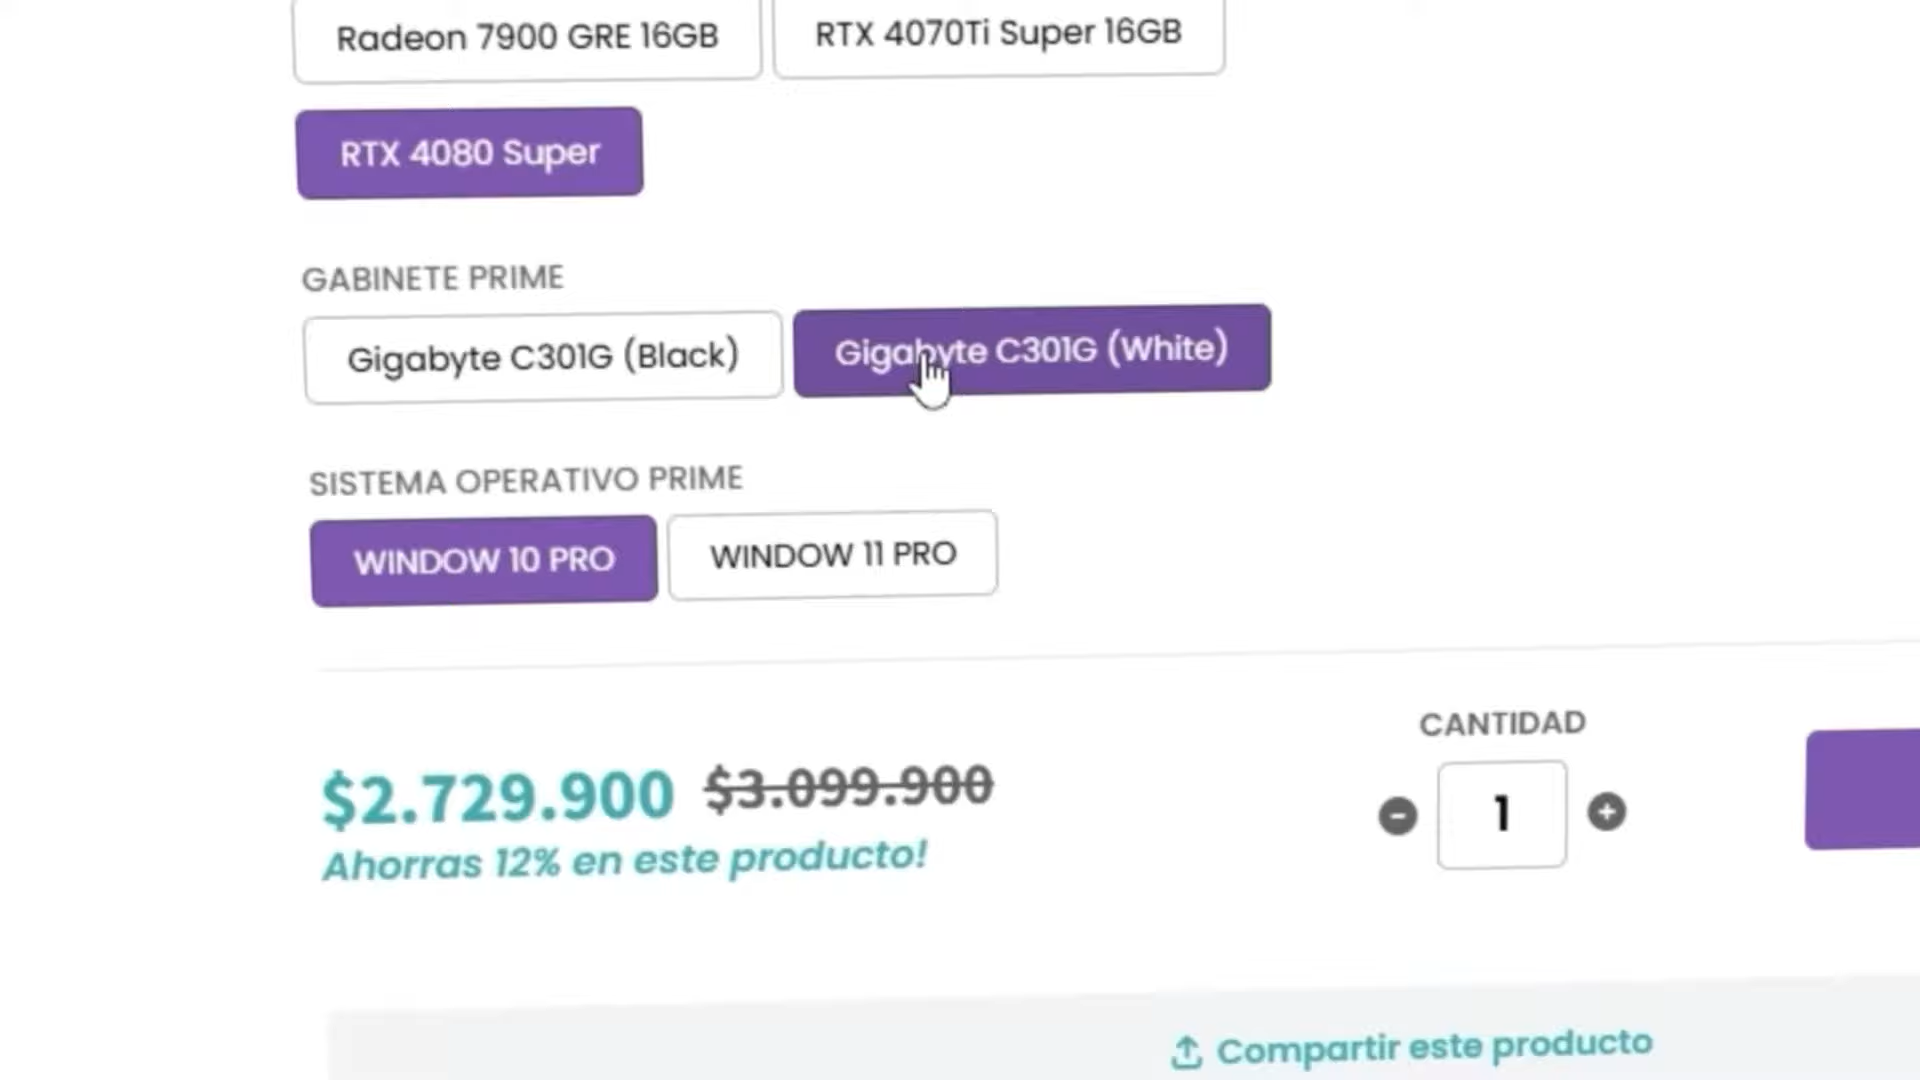 Radeon 7900 GRE 16GB
RTX 4070Ti Super 16GB
RTX 4080 Super
GABINETE PRIME
Gigabyte C301G (Black)
Gigabyte C301G (White)
SISTEMA OPERATIVO PRIME
WINDOW 10 PRO
WINDOW 11 PRO
CANTIDAD
$2.729.900 $3.099.900
1
Ahorras 12% en este producto!
Compartir este producto